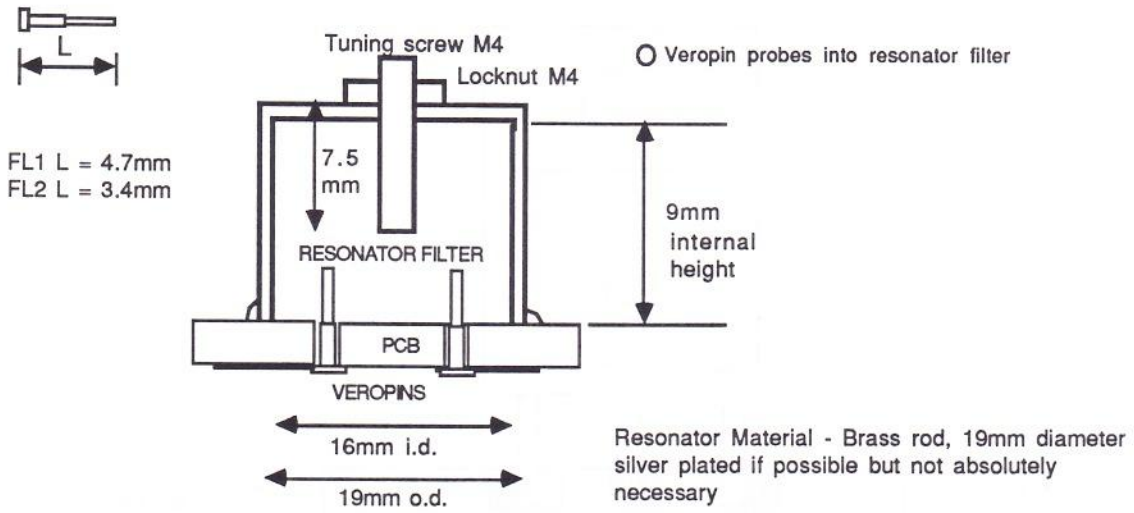 L
Tuning screw M4
Locknut M4
Veropin probes into resonator filter
FL1 L = 4.7mm
FL2 L = 3.4mm
7.5
mm
9mm
internal
height
RESONATOR FILTER
PCB
VEROPINS
16mm i.d.
19mm o.d.
Resonator Material - Brass rod, 19mm diameter
silver plated if possible but not absolutely
necessary